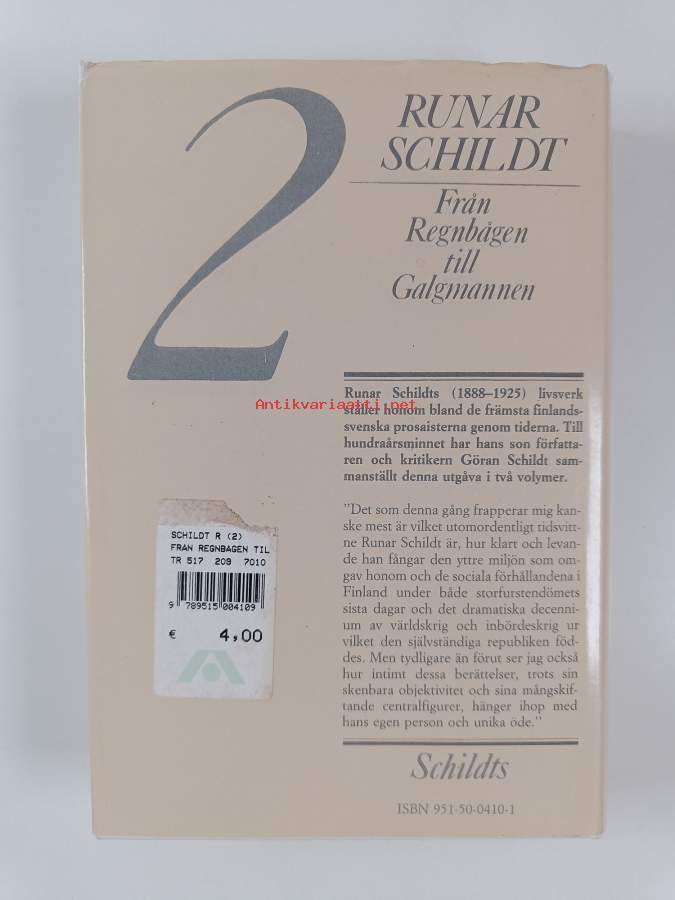 2
RUNAR
SCHILDT
Från
Regnbågen
till
Galgmannen
Runar Schildts (1888–1925) livsverk
ställer honom bland de främsta finlands-
svenska prosaisterna genom tiderna. Till
hundraårsminnet har hans son författa-
ren och kritikern Göran Schildt sam-
manställt denna utgåva i två volymer.
Antikvariaatti.net
"Det som denna gång frapperar mig kan-
ske mest är vilket utomordentligt tidsvitt-
ne Runar Schildt är, hur klart och levan-
de han fångar den yttre miljön som om-
gav honom och de sociala förhållandena i
Finland under både storfurstendömets
sista dagar och det dramatiska decenni-
um av världskrig och inbördeskrig ur
vilket den självständiga republiken föd-
des. Men tydligare än förut ser jag också
hur intimt dessa berättelser, trots sin
skenbara objektivitet och sina mångskif-
tande centralfigurer, hänger ihop med
hans egen person och unika öde."
Schildts
ISBN 951-50-0410-1
SCHILDT R (2)
FRAN REGNBAGEN TIL
TR 517 209 7010
9 789515 004109
€ 4,00